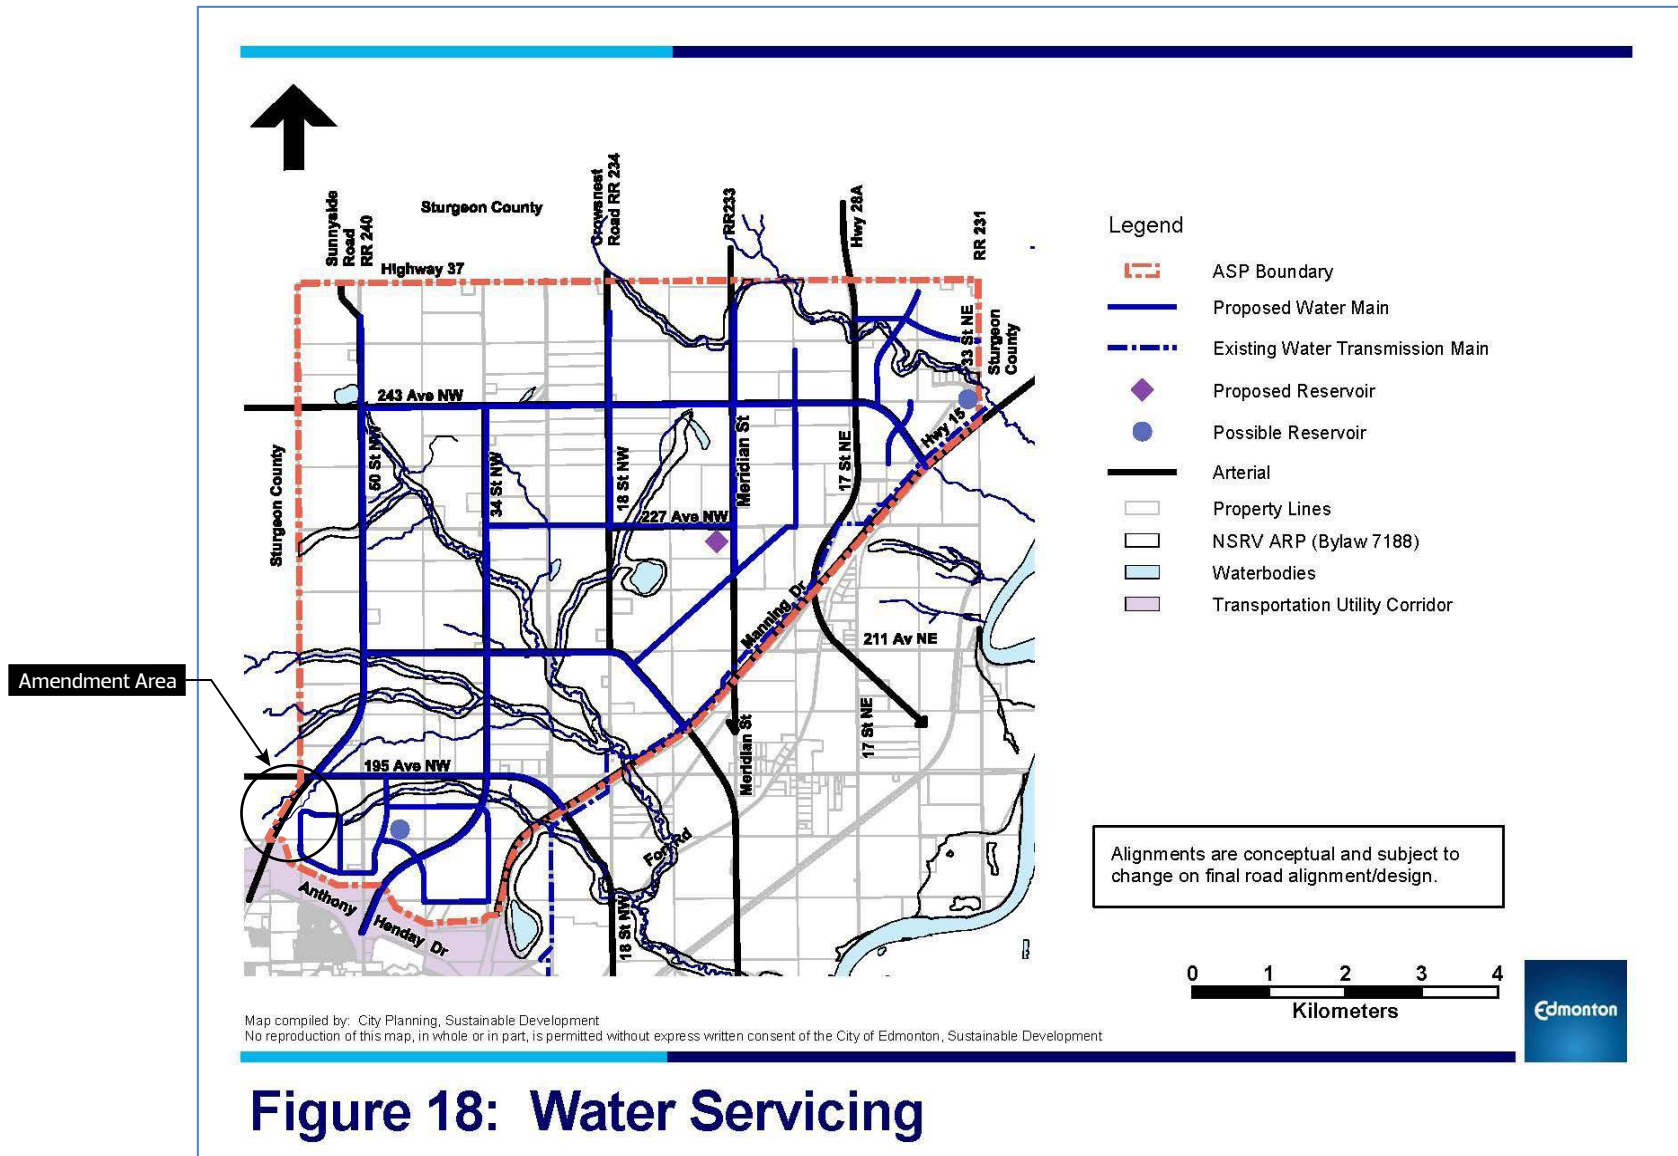 Sunnyside
Road
RR 240
Sturgeon County
Crowsnest
Road RR 234
RR233
Hwy 28A
RR 231
Highway 37
33 St NE
Sturgeon
County
243 Ave NW
Hwy 15
Sturgeon County
50 St NW
34 St NW
18 St NW
Meridian St
17 St NE
227 Ave NW
Manning Dr
211 Av NE
Amendment Area
195 Ave NW
Meridian St
17 St NE
Fort Rd
Anthony
Henday Dr
18 St NW
Legend
ASP Boundary
Proposed Water Main
Existing Water Transmission Main
Proposed Reservoir
Possible Reservoir
Arterial
Property Lines
NSRV ARP (Bylaw 7188)
Waterbodies
Transportation Utility Corridor
Alignments are conceptual and subject to
change on final road alignment/design.
0 1 2 3 4
Kilometers
Edmonton
Map compiled by: City Planning, Sustainable Development
No reproduction of this map, in whole or in part, is permitted without express written consent of the City of Edmonton, Sustainable Development
Figure 18: Water Servicing